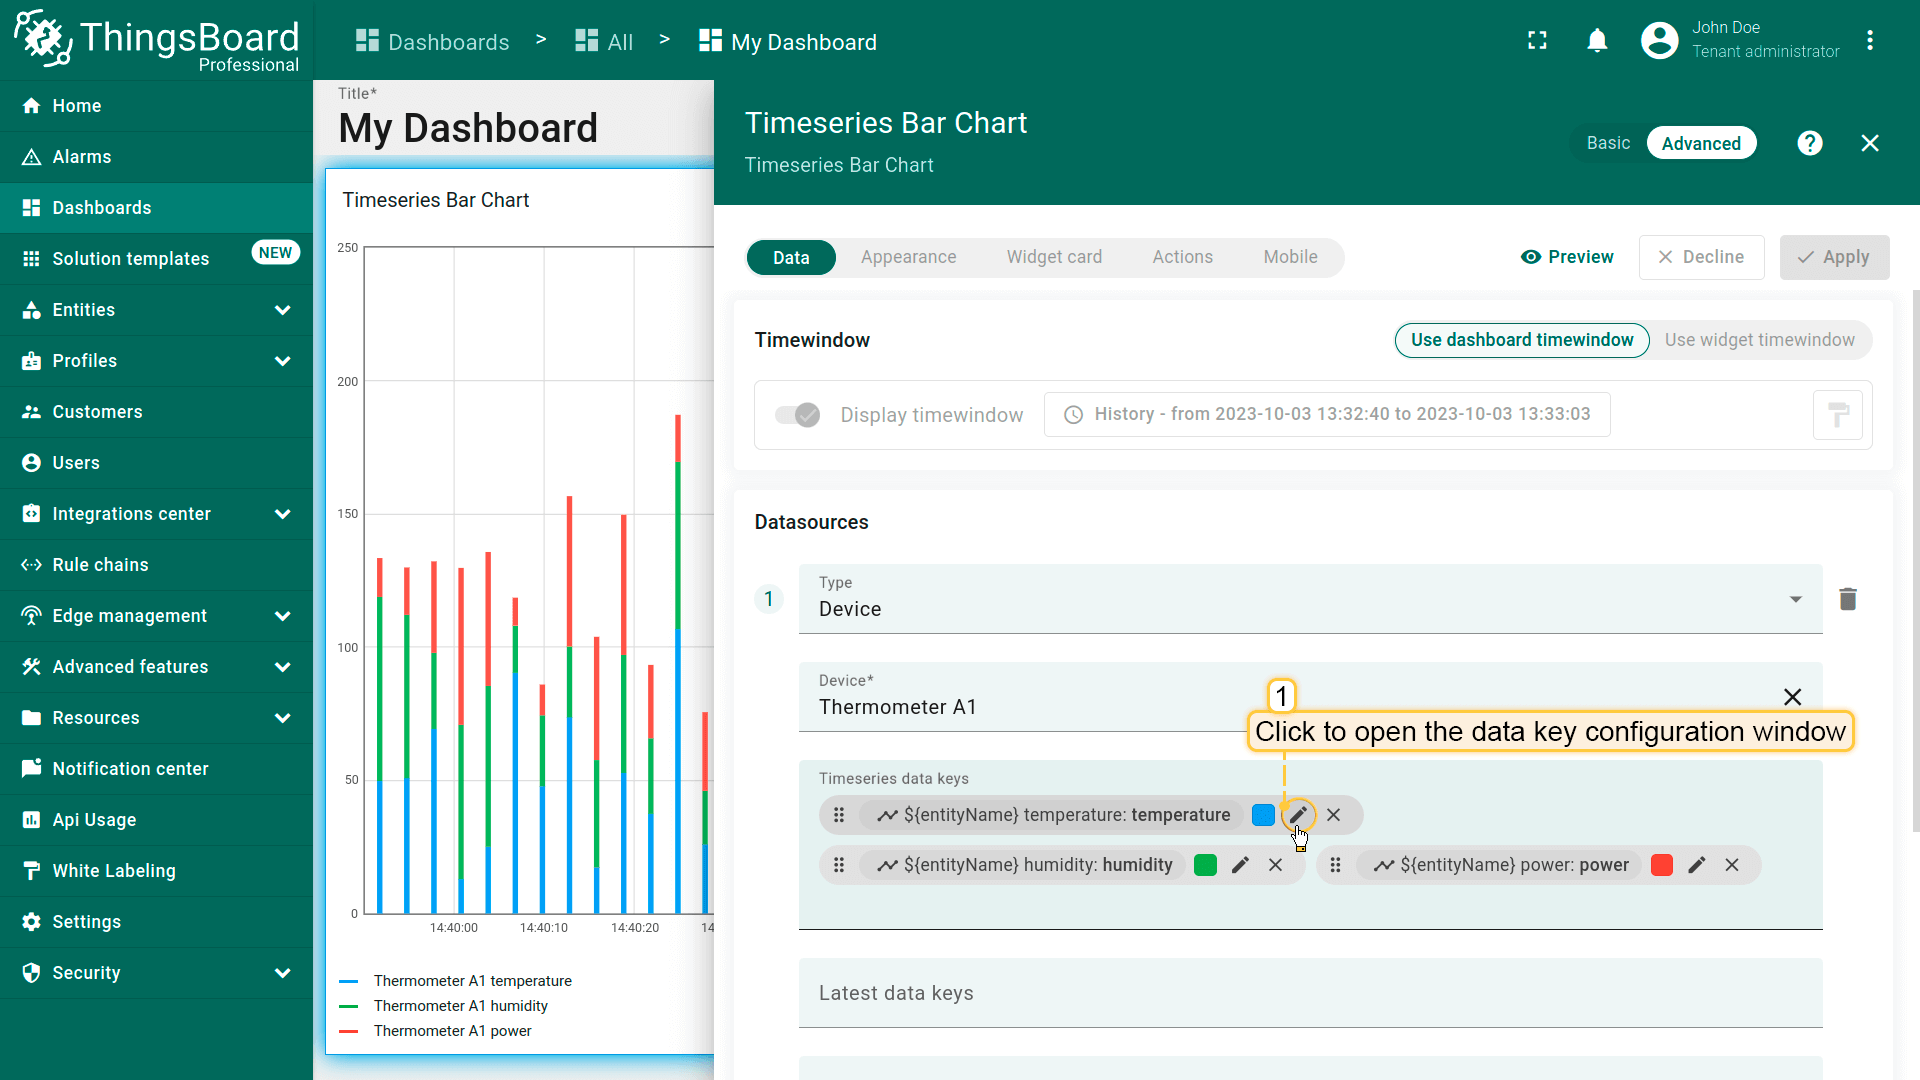 ThingsBoard
Professional
Dashboards > All > My Dashboard
John Doe
Tenant administrator
Home
Alarms
Dashboards
Solution templates NEW
Entities
Profiles
Customers
Users
Integrations center
Rule chains
Edge management
Advanced features
Resources
Notification center
Api Usage
White Labeling
Settings
Security
Title*
My Dashboard
Timeseries Bar Chart
250
200
150
100
50
0
14:40:00 14:40:10 14:40:20 14
Thermometer A1 temperature
Thermometer A1 humidity
Thermometer A1 power
Timeseries Bar Chart
Timeseries Bar Chart
Basic Advanced ?
Data Appearance Widget card Actions Mobile
Preview Decline Apply
Timewindow
Use dashboard timewindow Use widget timewindow
Display timewindow History - from 2023-10-03 13:32:40 to 2023-10-03 13:33:03
Datasources
1
Type
Device
Device*
Thermometer A1
1
Click to open the data key configuration window
Timeseries data keys
${entityName} temperature: temperature
${entityName} humidity: humidity ${entityName} power: power
Latest data keys